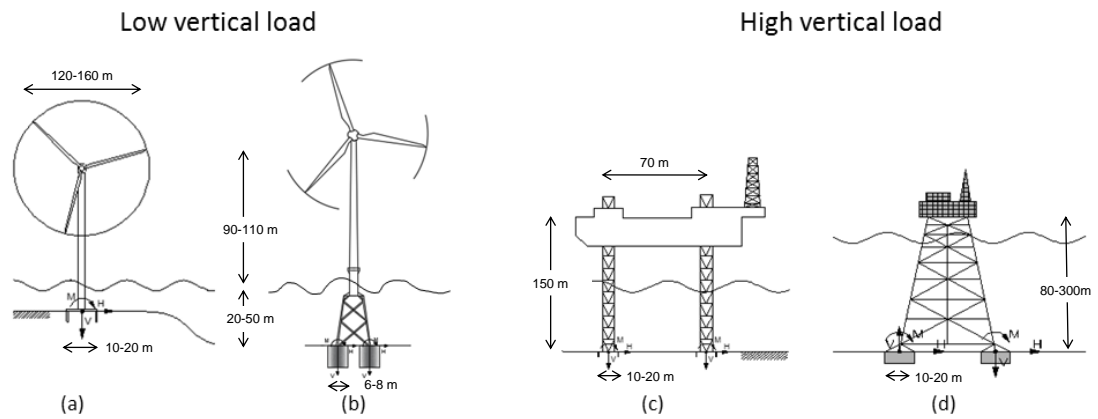 Low vertical load
High vertical load
120-160 m
90-110 m
20-50 m
M
H
V
10-20 m
(a)
M
H
V
V
6-8 m
(b)
70 m
150 m
M
H
V
10-20 m
(c)
80-300m
V
M
H
M
H
V
10-20 m
(d)